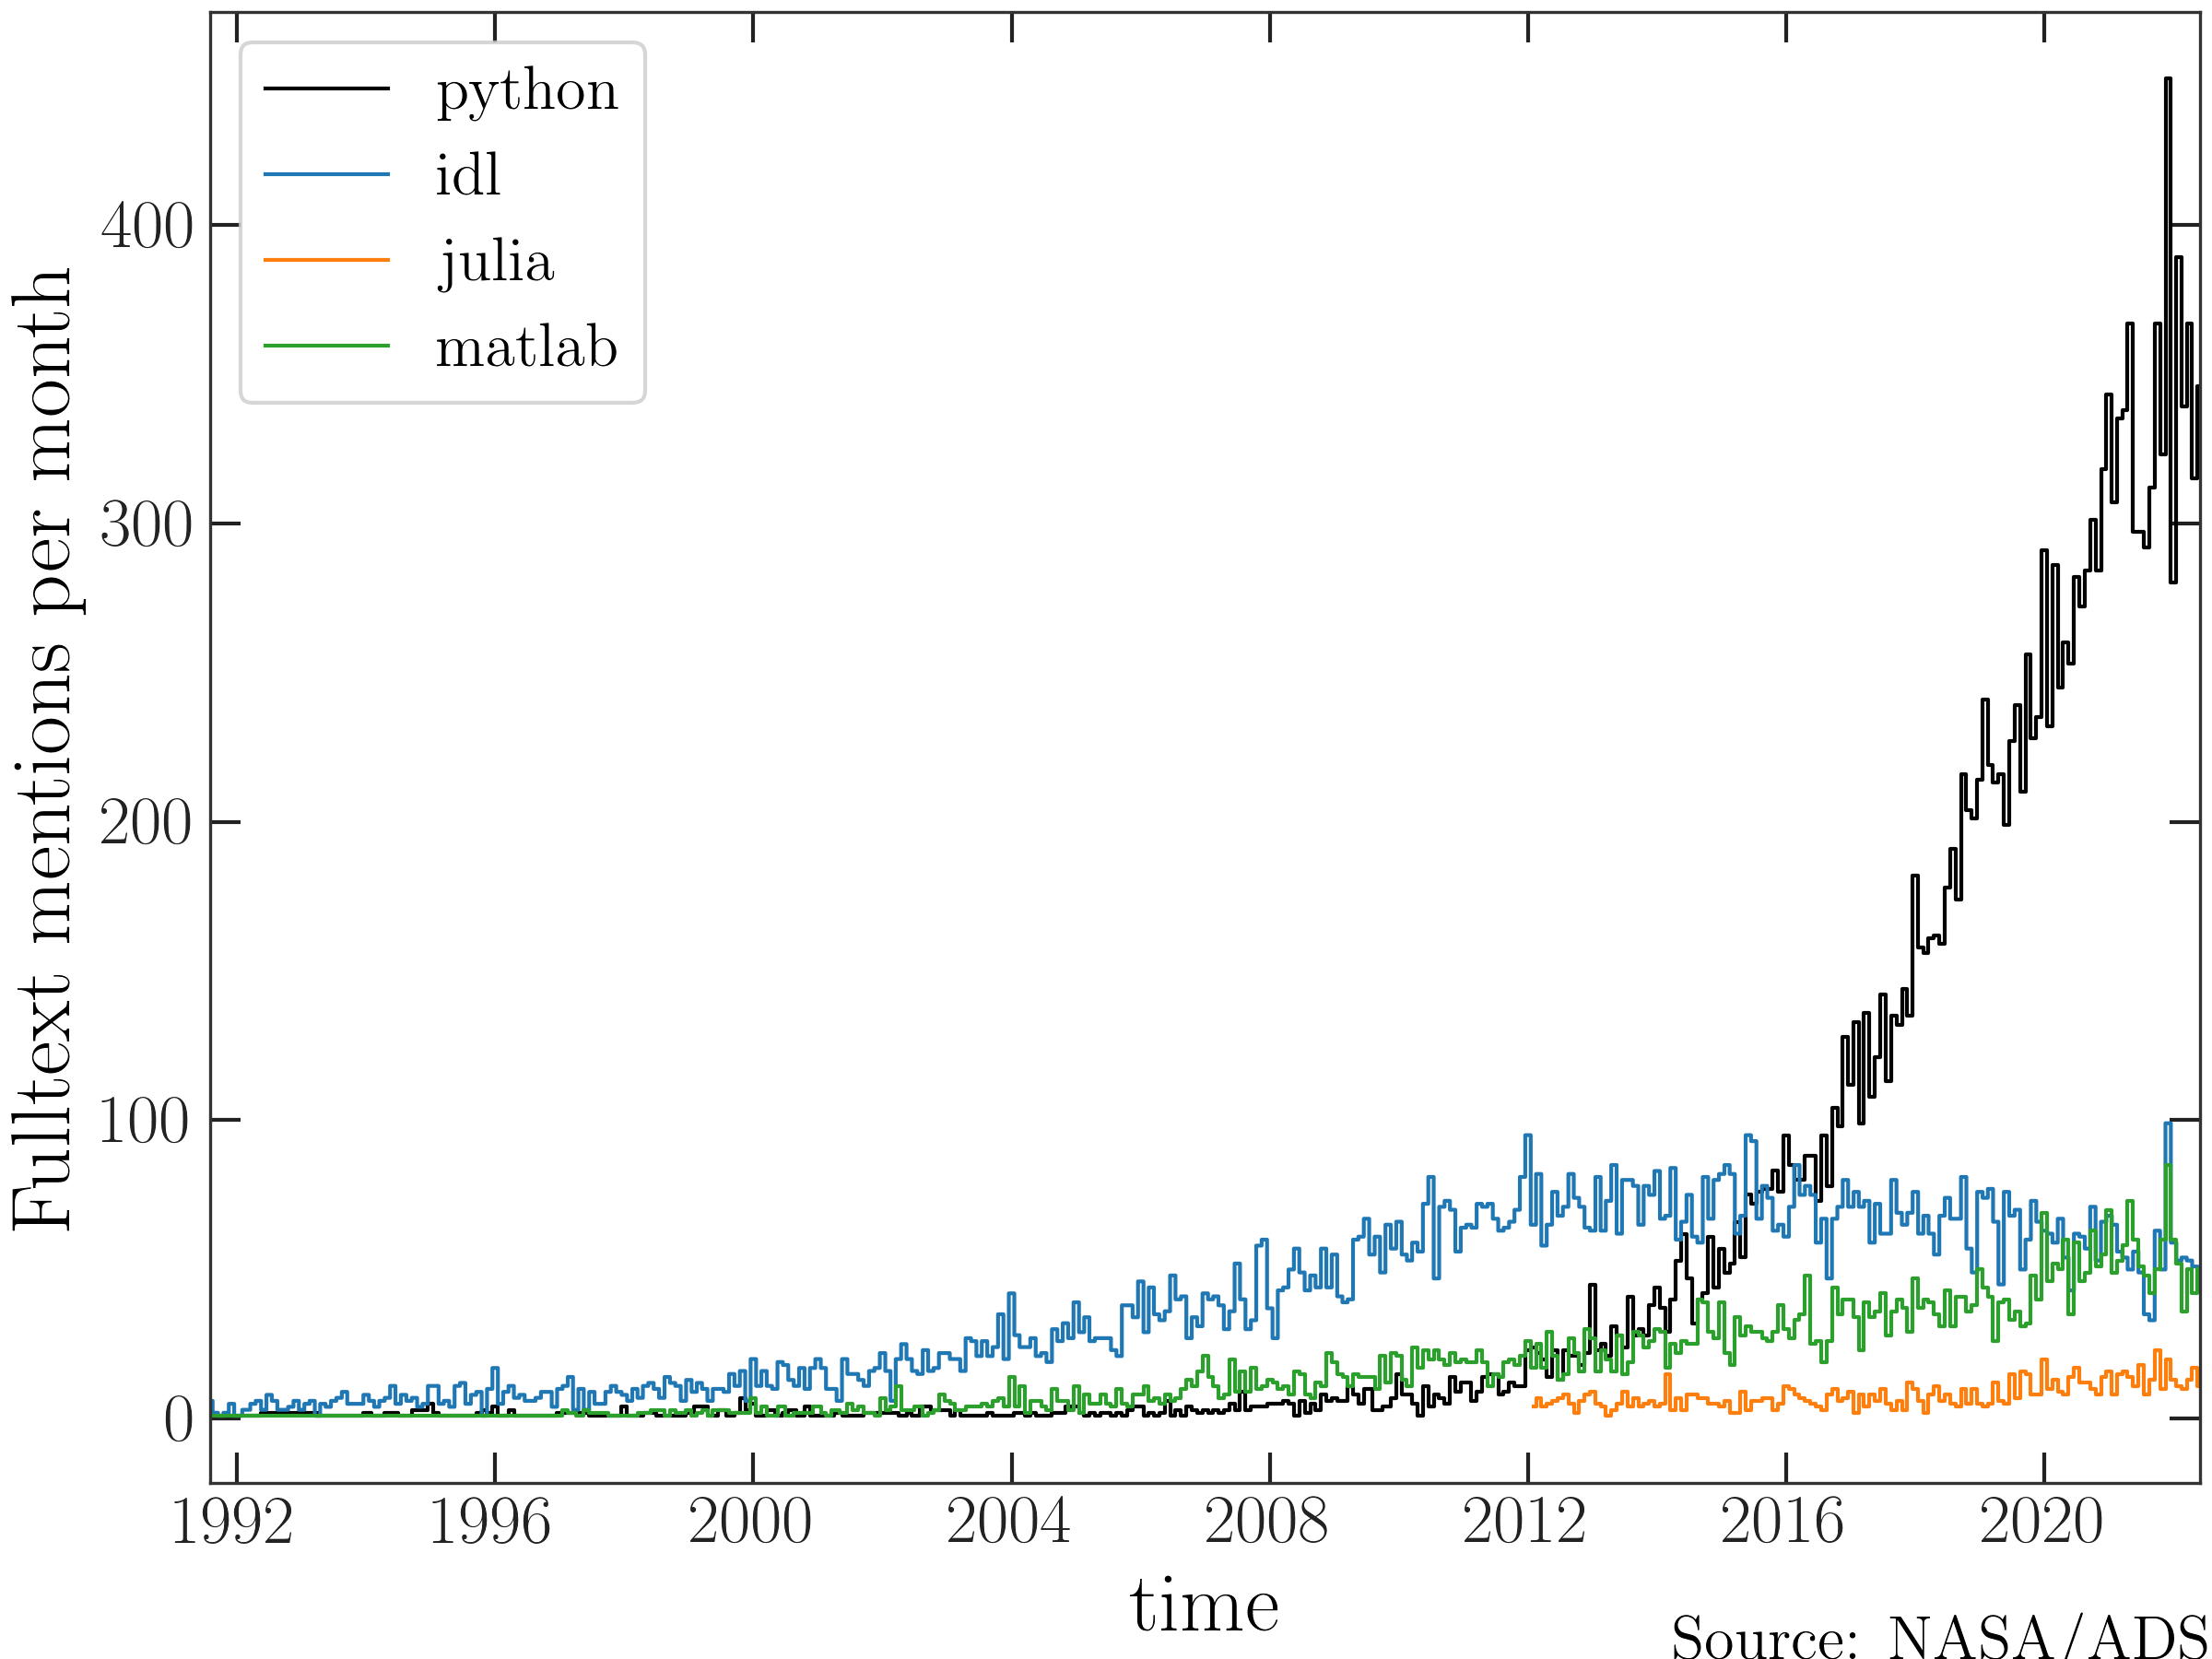 python
idl
julia
matlab
Fulltext mentions per month
400
300
200
100
0
1992 1996 2000 2004 2008 2012 2016 2020
time
Source: NASA/ADS